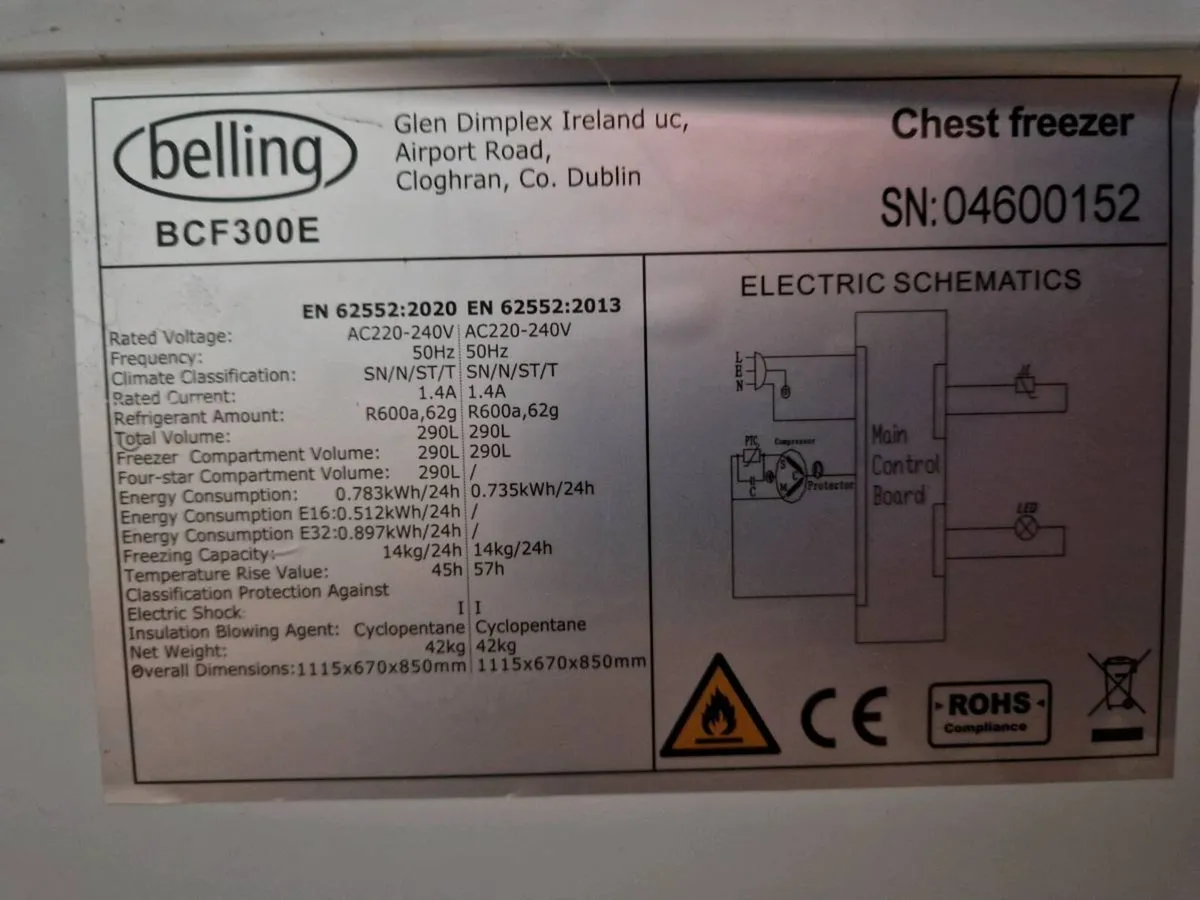 belling
BCF300E
Glen Dimplex Ireland uc,
Airport Road,
Cloghran, Co. Dublin
Chest freezer
SN:04600152
EN 62552:2020 EN 62552:2013
Rated Voltage: AC220-240V AC220-240V
Frequency: 50Hz 50Hz
Climate Classification: SN/N/ST/T SN/N/ST/T
Rated Current: 1.4A 1.4A
Refrigerant Amount: R600a,62g R600a,62g
Total Volume: 290L 290L
Freezer Compartment Volume: 290L 290L
Four-star Compartment Volume: 290L /
Energy Consumption: 0.783kWh/24h 0.735kWh/24h
Energy Consumption E16:0.512kWh/24h /
Energy Consumption E32:0.897kWh/24h /
Freezing Capacity: 14kg/24h 14kg/24h
Temperature Rise Value: 45h 57h
Classification Protection Against
Electric Shock: I I
Insulation Blowing Agent: Cyclopentane Cyclopentane
Net Weight: 42kg 42kg
Overall Dimensions:1115x670x850mm 1115x670x850mm
ELECTRIC SCHEMATICS
L
E
N
PTC
Compressor
S
C
M
C
Protector
Main
Control
Board
LED
CE
ROHS
Compliance